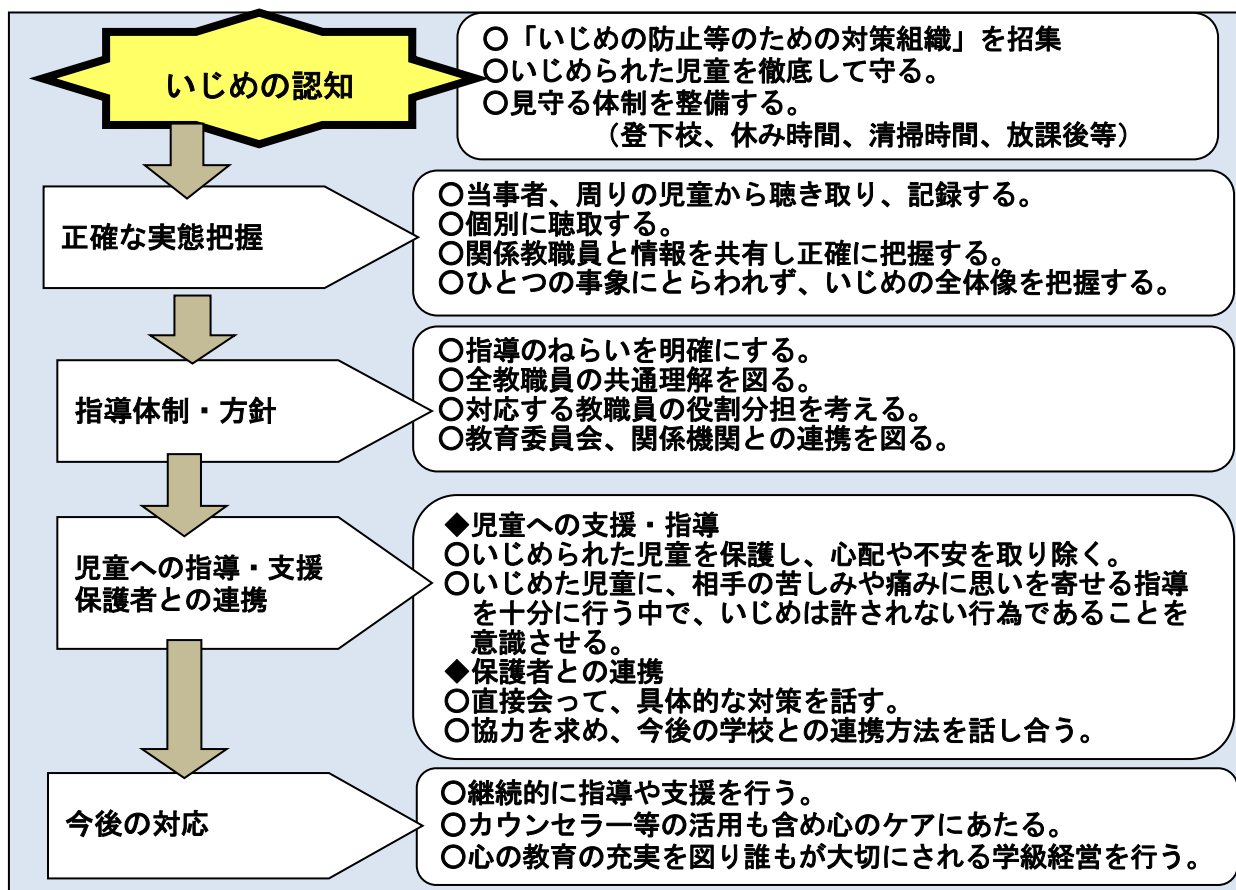 いじめの認知
○「いじめの防止等のための対策組織」を招集
○いじめられた児童を徹底して守る。
○見守る体制を整備する。
（登下校、休み時間、清掃時間、放課後等）
正確な実態把握
○当事者、周りの児童から聴き取り、記録する。
○個別に聴取する。
○関係教職員と情報を共有し正確に把握する。
○ひとつの事象にとらわれず、いじめの全体像を把握する。
指導体制・方針
○指導のねらいを明確にする。
○全教職員の共通理解を図る。
○対応する教職員の役割分担を考える。
○教育委員会、関係機関との連携を図る。
児童への指導・支援
保護者との連携
◆児童への支援・指導
○いじめられた児童を保護し、心配や不安を取り除く。
○いじめた児童に、相手の苦しみや痛みに思いを寄せる指導
を十分に行う中で、いじめは許されない行為であることを
意識させる。
◆保護者との連携
○直接会って、具体的な対策を話す。
○協力を求め、今後の学校との連携方法を話し合う。
今後の対応
○継続的に指導や支援を行う。
○カウンセラー等の活用も含め心のケアにあたる。
○心の教育の充実を図り誰もが大切にされる学級経営を行う。